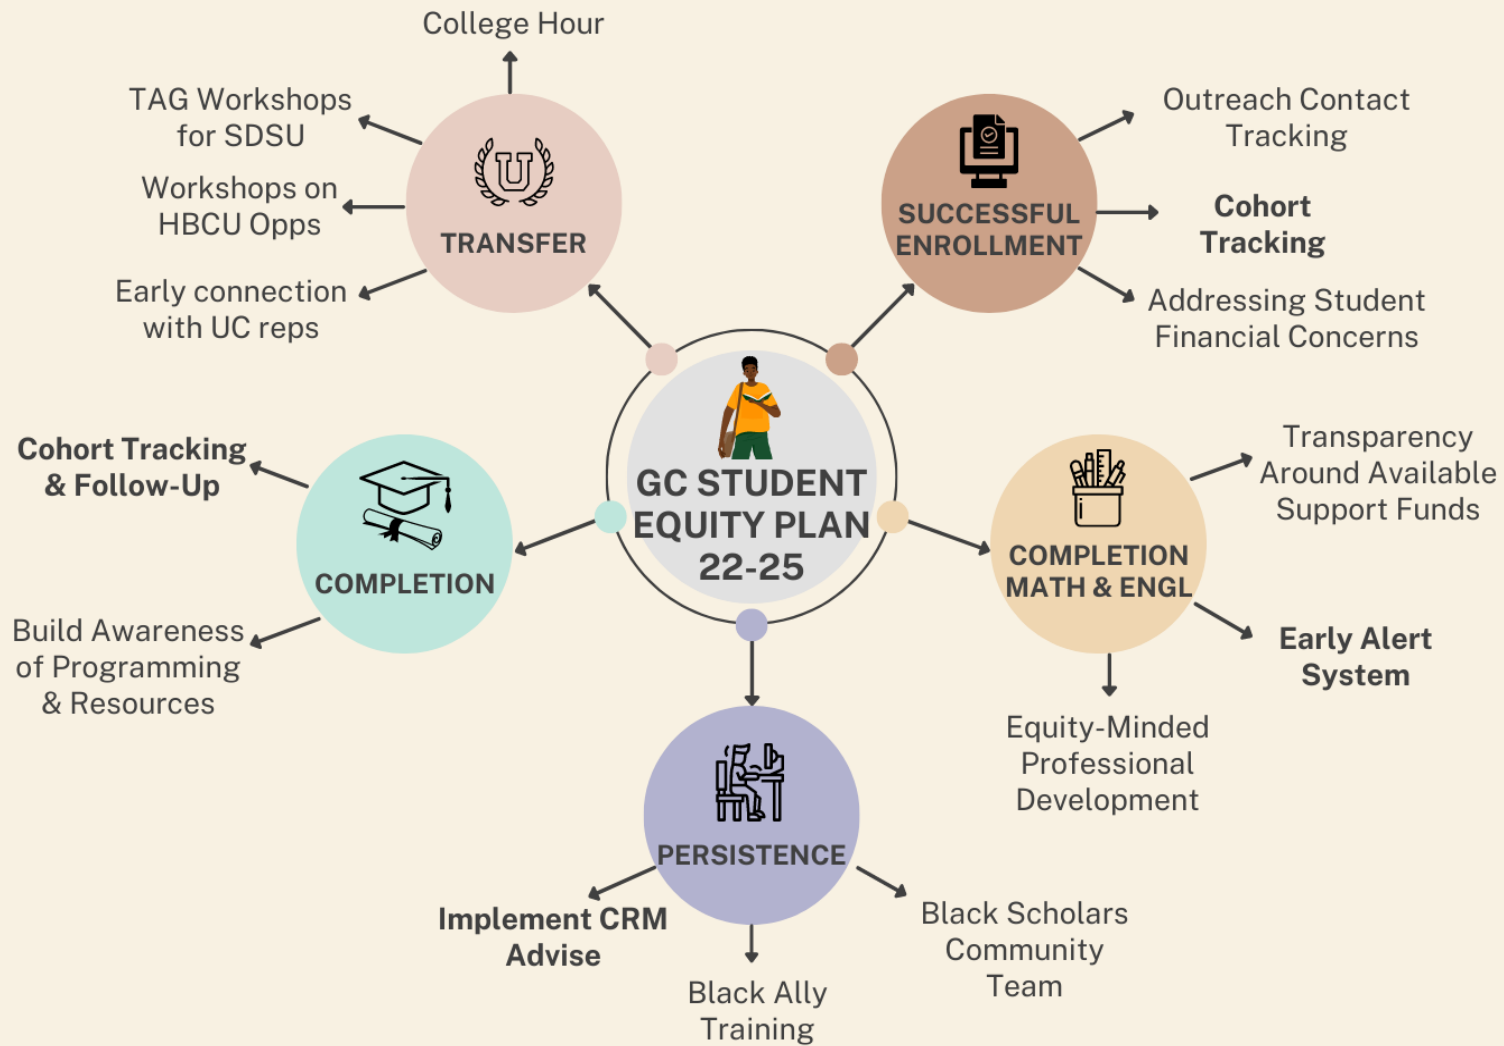 College Hour
TAG Workshops
for SDSU
Workshops on
HBCU Opps
Early connection
with UC reps
U
TRANSFER
SUCCESSFUL
ENROLLMENT
Outreach Contact
Tracking
Cohort
Tracking
Addressing Student
Financial Concerns
GC STUDENT
EQUITY PLAN
22-25
Cohort Tracking
& Follow-Up
COMPLETION
Build Awareness
of Programming
& Resources
COMPLETION
MATH & ENGL
Transparency
Around Available
Support Funds
Early Alert
System
Equity-Minded
Professional
Development
PERSISTENCE
Implement CRM
Advise
Black Ally
Training
Black Scholars
Community
Team